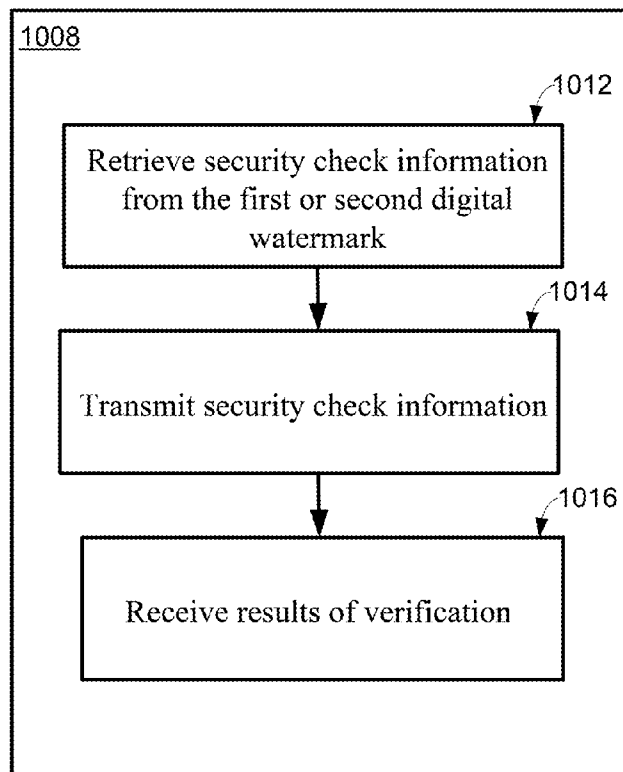 1008
1012
Retrieve security check information
from the first or second digital
watermark
1014
Transmit security check information
1016
Receive results of verification